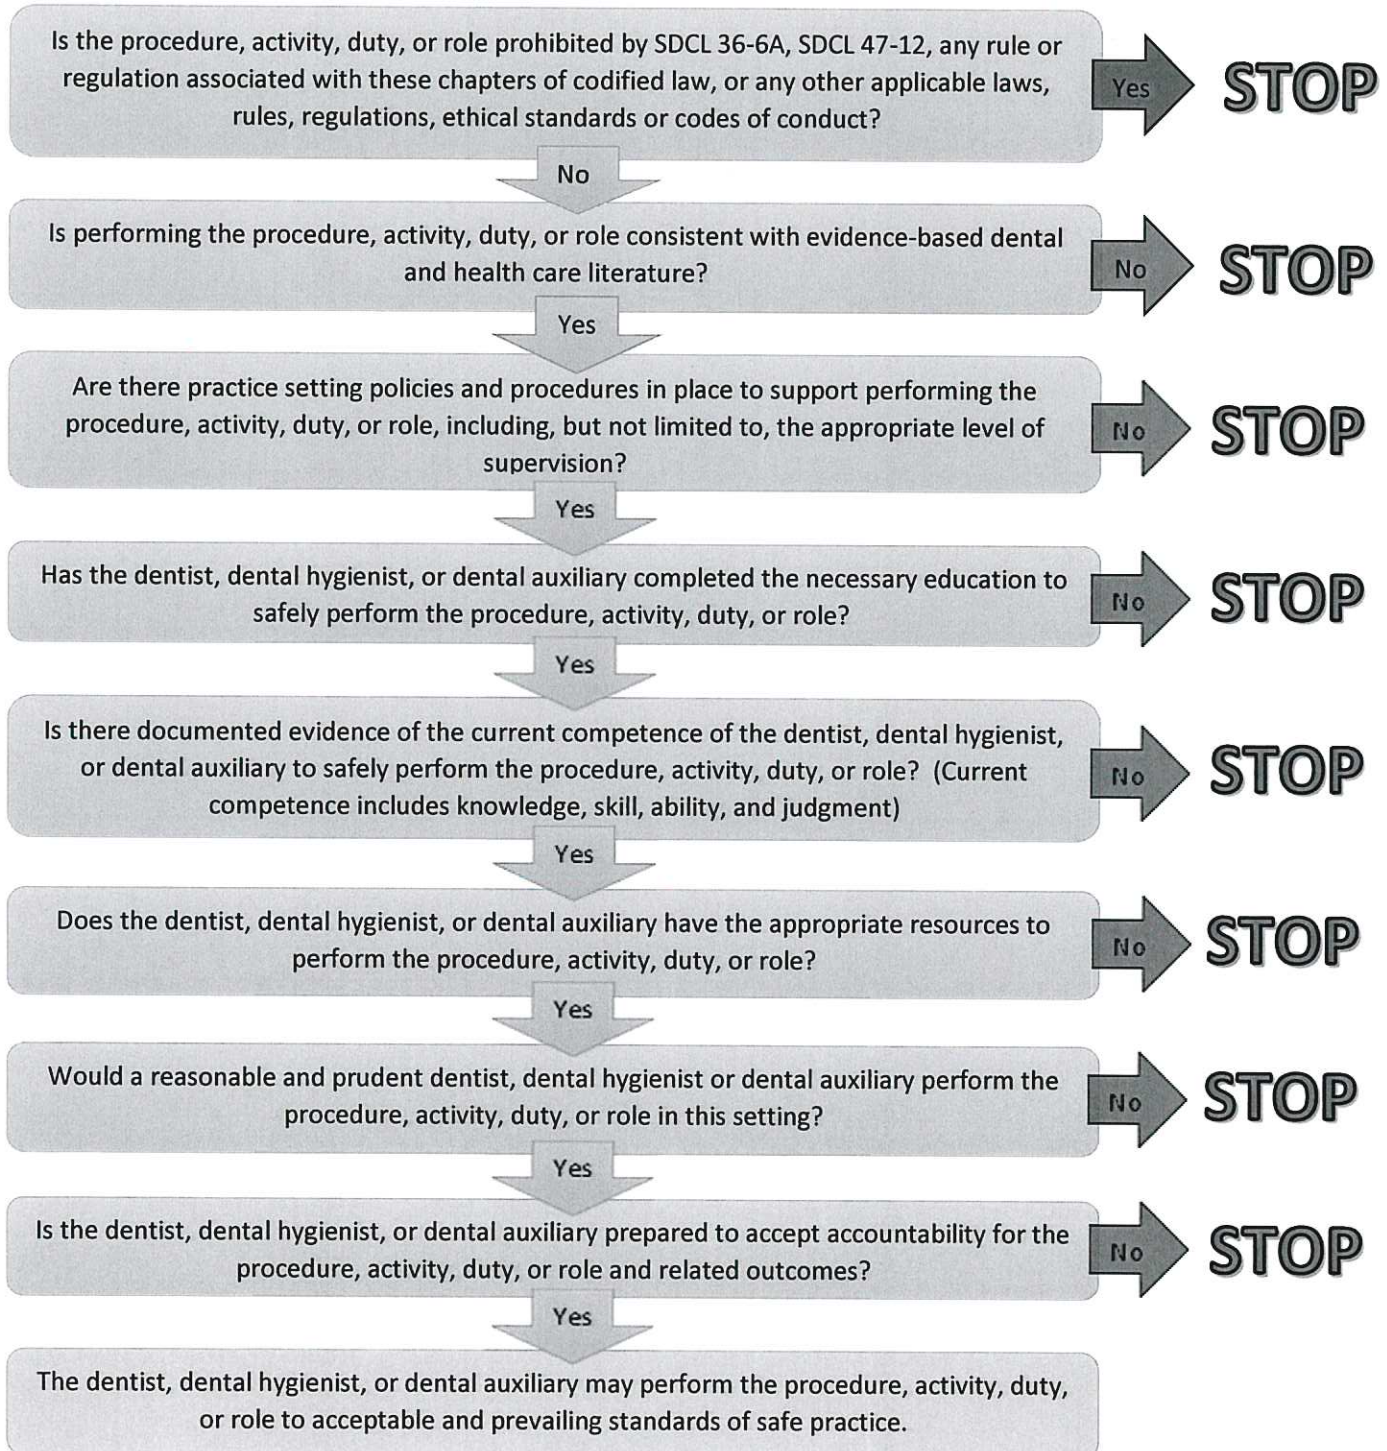 Is the procedure, activity, duty, or role prohibited by SDCL 36-6A, SDCL 47-12, any rule or
regulation associated with these chapters of codified law, or any other applicable laws,
rules, regulations, ethical standards or codes of conduct?
Yes
STOP
No
Is performing the procedure, activity, duty, or role consistent with evidence-based dental
and health care literature?
No
STOP
Yes
Are there practice setting policies and procedures in place to support performing the
procedure, activity, duty, or role, including, but not limited to, the appropriate level of
supervision?
No
STOP
Yes
Has the dentist, dental hygienist, or dental auxiliary completed the necessary education to
safely perform the procedure, activity, duty, or role?
No
STOP
Yes
Is there documented evidence of the current competence of the dentist, dental hygienist,
or dental auxiliary to safely perform the procedure, activity, duty, or role? (Current
competence includes knowledge, skill, ability, and judgment)
No
STOP
Yes
Does the dentist, dental hygienist, or dental auxiliary have the appropriate resources to
perform the procedure, activity, duty, or role?
No
STOP
Yes
Would a reasonable and prudent dentist, dental hygienist or dental auxiliary perform the
procedure, activity, duty, or role in this setting?
No
STOP
Yes
Is the dentist, dental hygienist, or dental auxiliary prepared to accept accountability for the
procedure, activity, duty, or role and related outcomes?
No
STOP
Yes
The dentist, dental hygienist, or dental auxiliary may perform the procedure, activity, duty,
or role to acceptable and prevailing standards of safe practice.